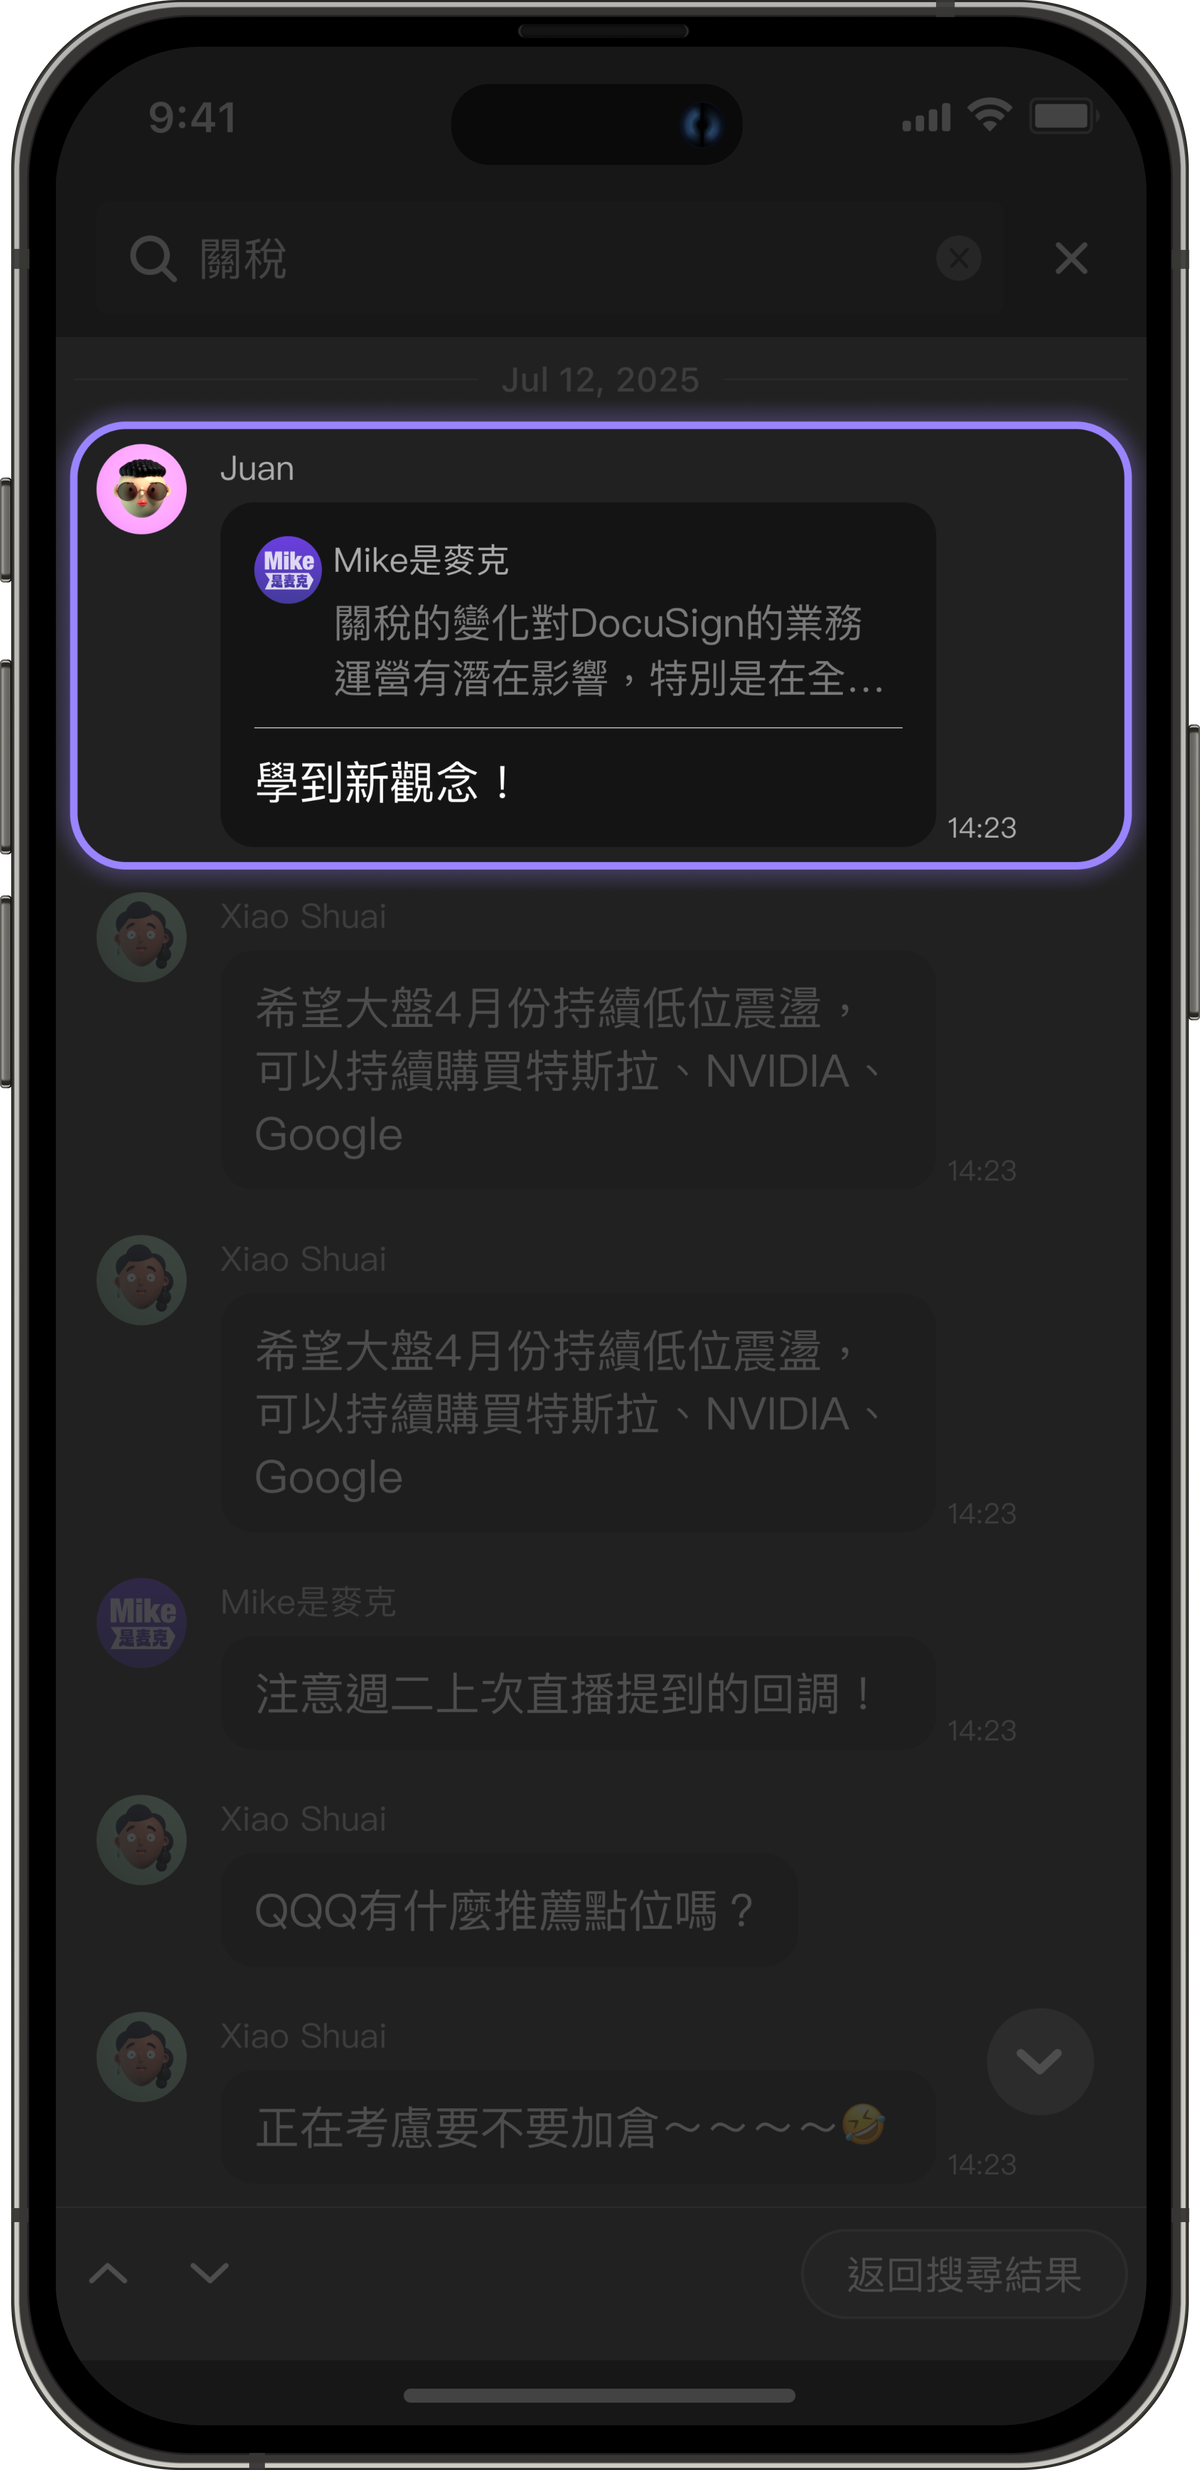 9:41
關稅
Jul 12, 2025
Juan
Mike
是麦克
Mike是麥克
關稅的變化對DocuSign的業務
運營有潛在影響，特別是在全...
學到新觀念！
14:23
Xiao Shuai
希望大盤4月份持續低位震盪，
可以持續購買特斯拉、NVIDIA、
Google
14:23
Xiao Shuai
希望大盤4月份持續低位震盪，
可以持續購買特斯拉、NVIDIA、
Google
14:23
Mike
是麦克
Mike是麥克
注意週二上次直播提到的回調！
14:23
Xiao Shuai
QQQ有什麼推薦點位嗎？
Xiao Shuai
正在考慮要不要加倉～～～～🤣
14:23
返回搜尋結果